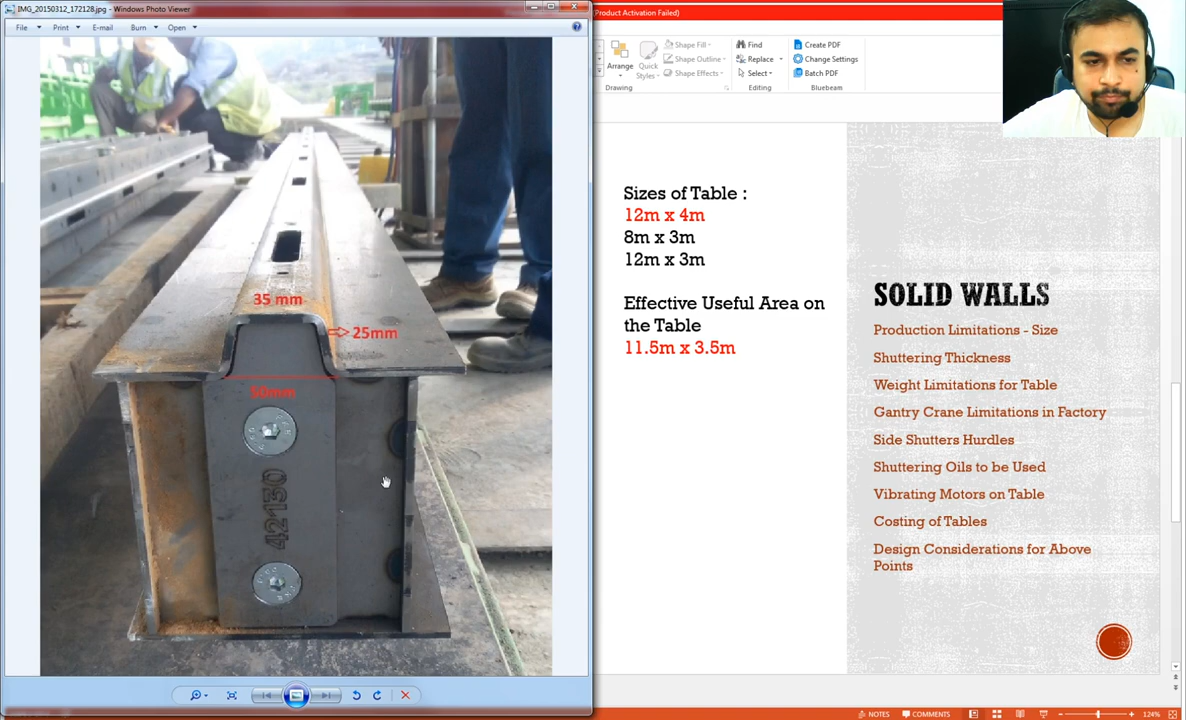 IMG_20150312_172128.jpg - Windows Photo Viewer
File Print E-mail Burn Open
35 mm
25mm
50mm
42130
(Product Activation Failed)
Arrange
Quick Styles
Shape Fill
Shape Outline
Shape Effects
Drawing
Find
Replace
Select
Editing
Create PDF
Change Settings
Batch PDF
Bluebeam
Sizes of Table :
12m x 4m
8m x 3m
12m x 3m
Effective Useful Area on
the Table
11.5m x 3.5m
SOLID WALLS
Production Limitations - Size
Shuttering Thickness
Weight Limitations for Table
Gantry Crane Limitations in Factory
Side Shutters Hurdles
Shuttering Oils to be Used
Vibrating Motors on Table
Costing of Tables
Design Considerations for Above
Points
NOTES COMMENTS 124%